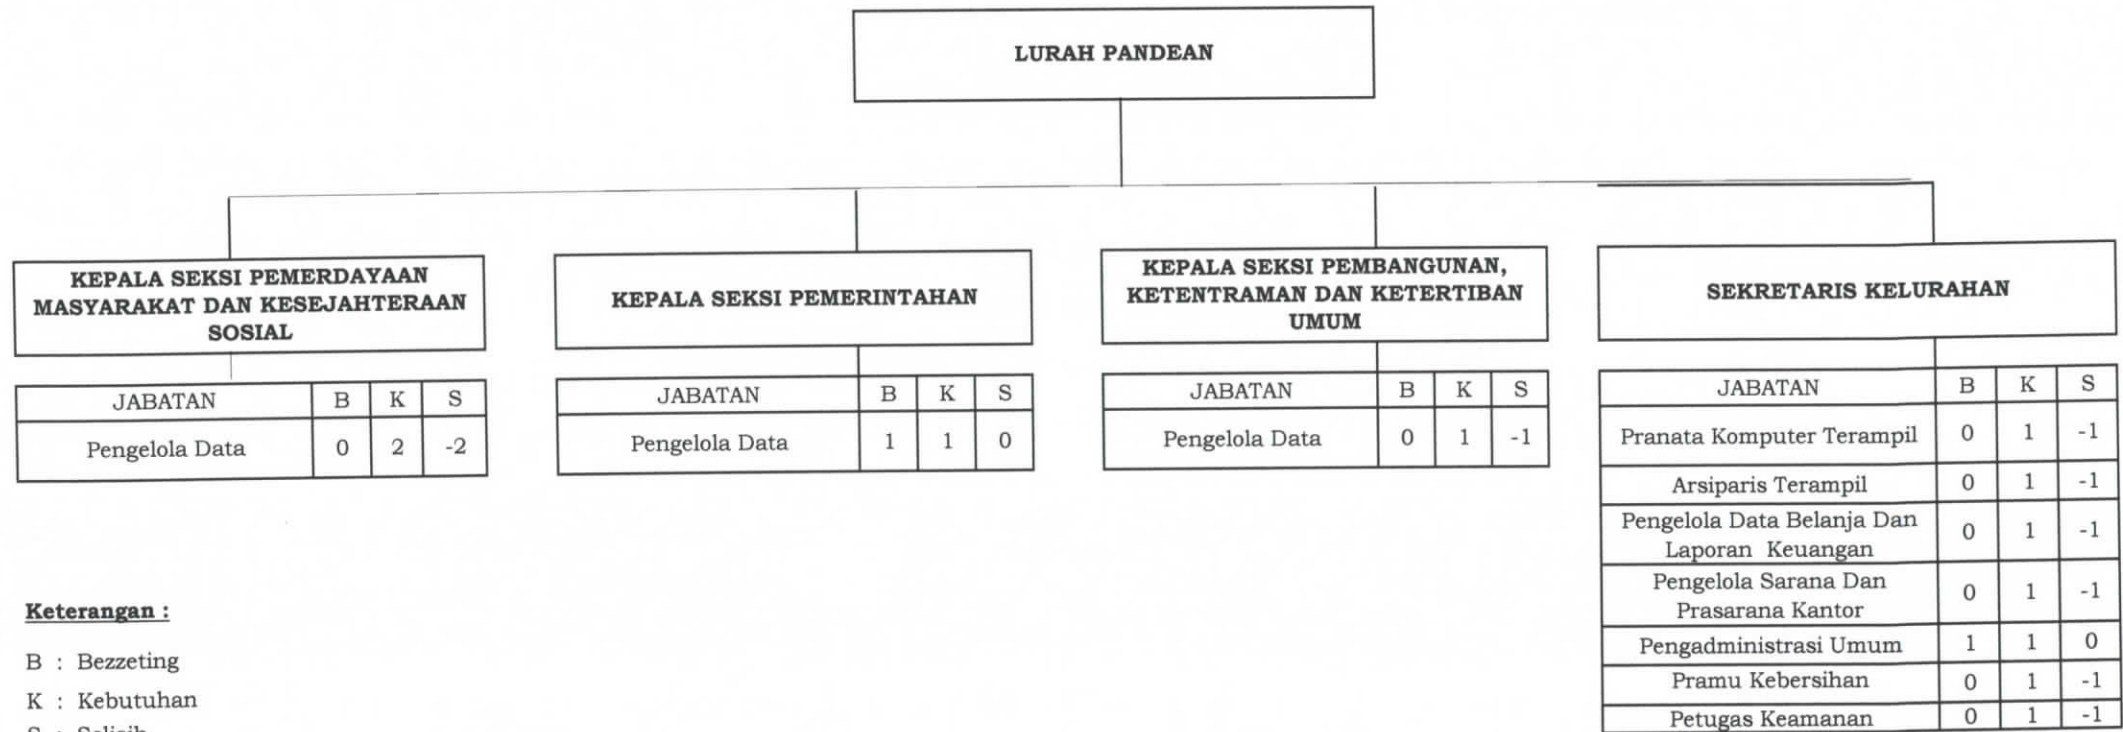 LURAH PANDEAN
KEPALA SEKSI PEMERDAYAAN
MASYARAKAT DAN KESEJAHTERAAN
SOSIAL
JABATAN B K S
Pengelola Data 0 2 -2
KEPALA SEKSI PEMERINTAHAN
JABATAN B K S
Pengelola Data 1 1 0
KEPALA SEKSI PEMBANGUNAN,
KETENTRAMAN DAN KETERTIBAN
UMUM
JABATAN B K S
Pengelola Data 0 1 -1
SEKRETARIS KELURAHAN
JABATAN B K S
Pranata Komputer Terampil 0 1 -1
Arsiparis Terampil 0 1 -1
Pengelola Data Belanja Dan
Laporan Keuangan 0 1 -1
Pengelola Sarana Dan
Prasarana Kantor 0 1 -1
Pengadministrasi Umum 1 1 0
Pramu Kebersihan 0 1 -1
Petugas Keamanan 0 1 -1
Keterangan :
B : Bezzeting
K : Kebutuhan
S : Selisih